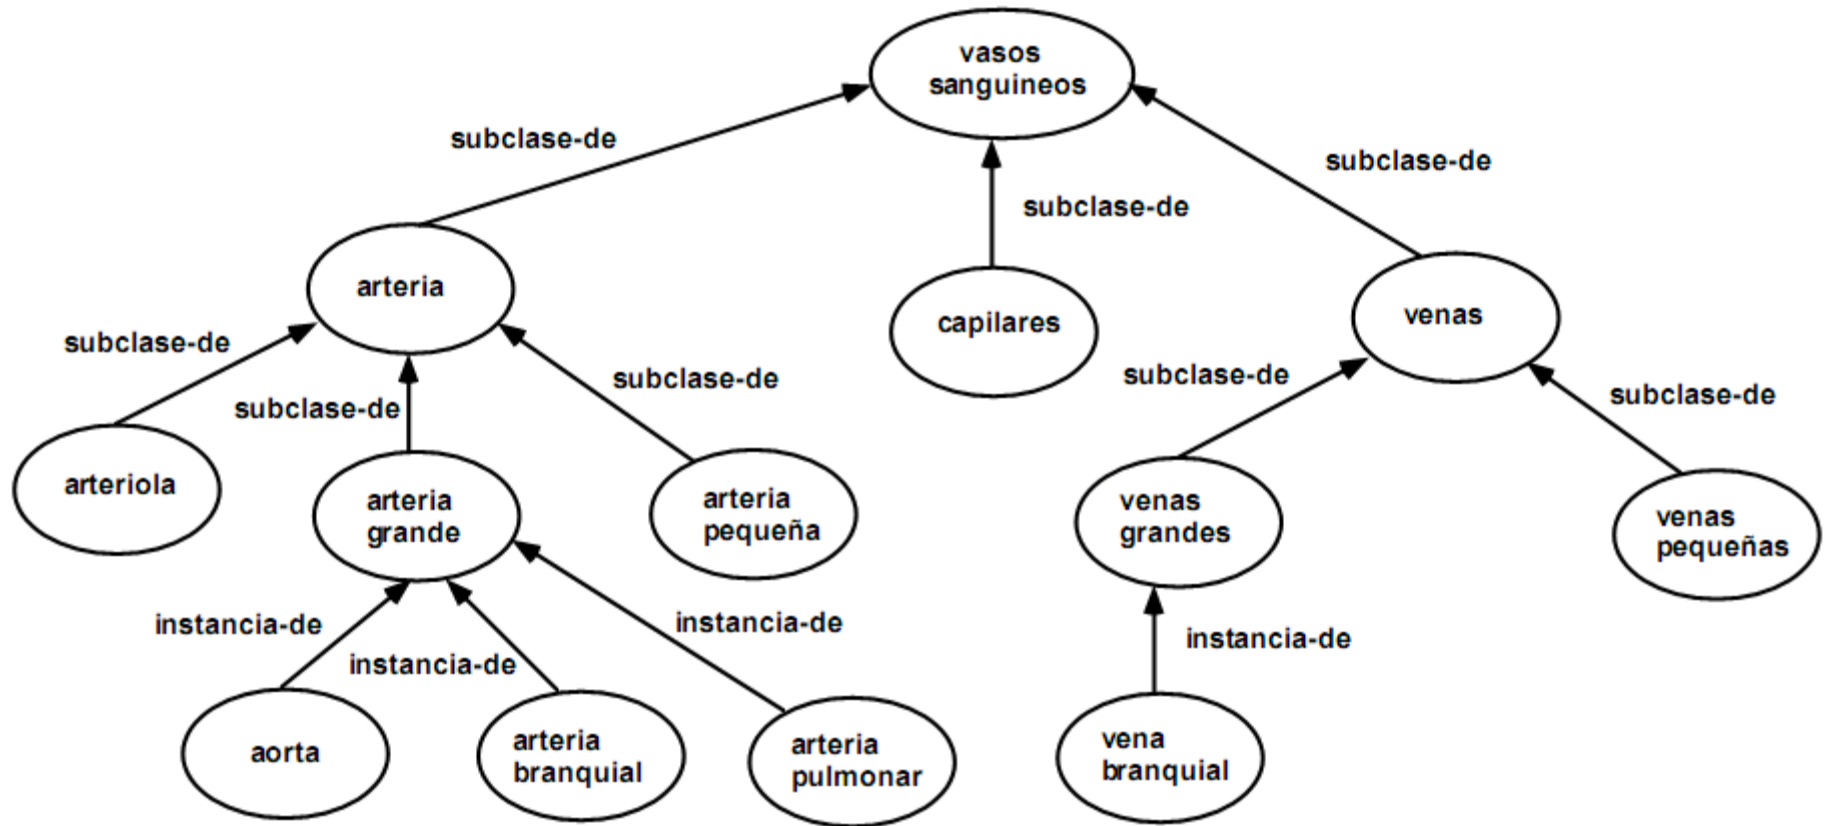 vasos
sanguineos
subclase-de
subclase-de
subclase-de
arteria
capilares
venas
subclase-de
subclase-de
subclase-de
subclase-de
subclase-de
arteriola
arteria
grande
arteria
pequeña
venas
grandes
venas
pequeñas
instancia-de
instancia-de
instancia-de
instancia-de
aorta
arteria
branquial
arteria
pulmonar
vena
branquial